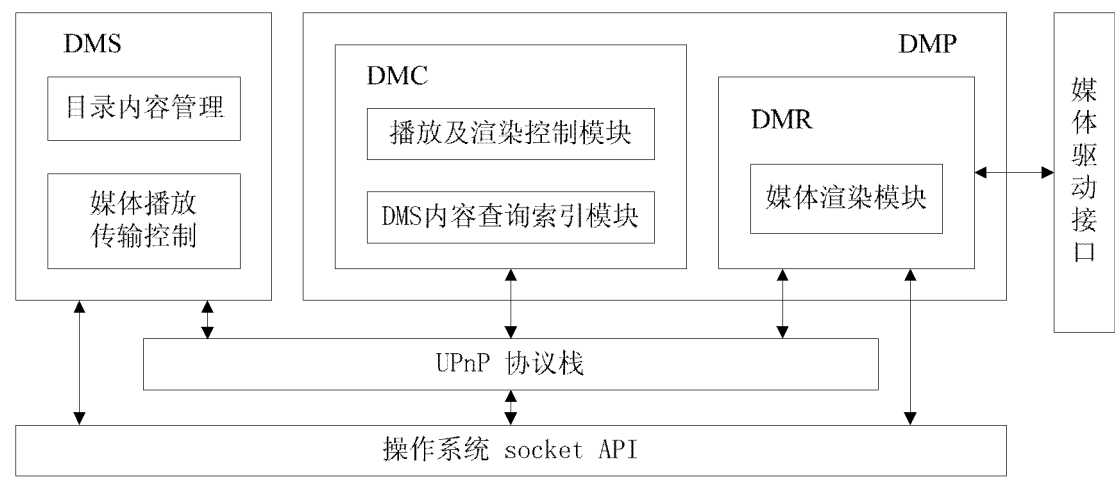 DMS
目录内容管理
媒体播放
传输控制
DMP
DMC
播放及渲染控制模块
DMS内容查询索引模块
DMR
媒体渲染模块
媒体驱动接口
UPnP 协议栈
操作系统 socket API